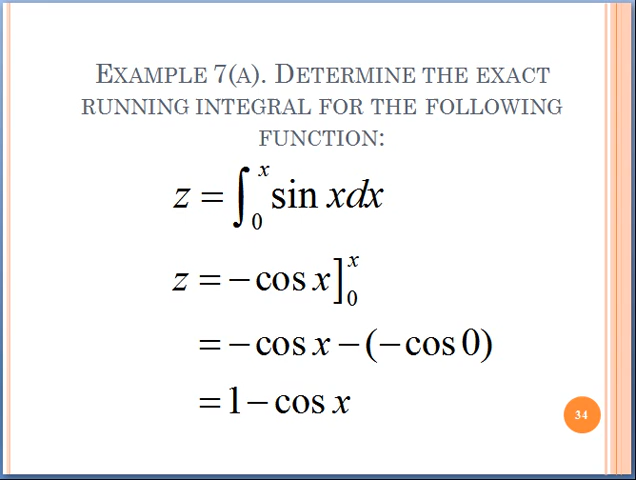 EXAMPLE 7(A). DETERMINE THE EXACT
RUNNING INTEGRAL FOR THE FOLLOWING
FUNCTION:
z = ∫₀ˣ sin xdx
z = −cos x]₀ˣ
= −cos x − (−cos 0)
= 1 − cos x
34